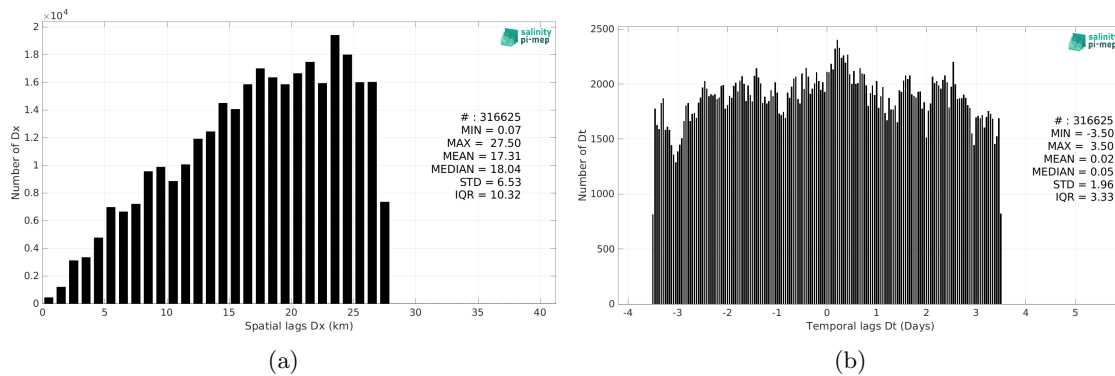 ×10⁴
2
1.8
1.6
1.4
1.2
1
0.8
0.6
0.4
0.2
0
Number of Dx
0 5 10 15 20 25 30 35 40
Spatial lags Dx (km)
salinity
pi-mep
# : 316625
MIN = 0.07
MAX = 27.50
MEAN = 17.31
MEDIAN = 18.04
STD = 6.53
IQR = 10.32
(a)
2500
2000
1500
1000
500
0
Number of Dt
-4 -3 -2 -1 0 1 2 3 4 5
Temporal lags Dt (Days)
salinity
pi-mep
# : 316625
MIN = -3.50
MAX = 3.50
MEAN = 0.02
MEDIAN = 0.05
STD = 1.96
IQR = 3.33
(b)